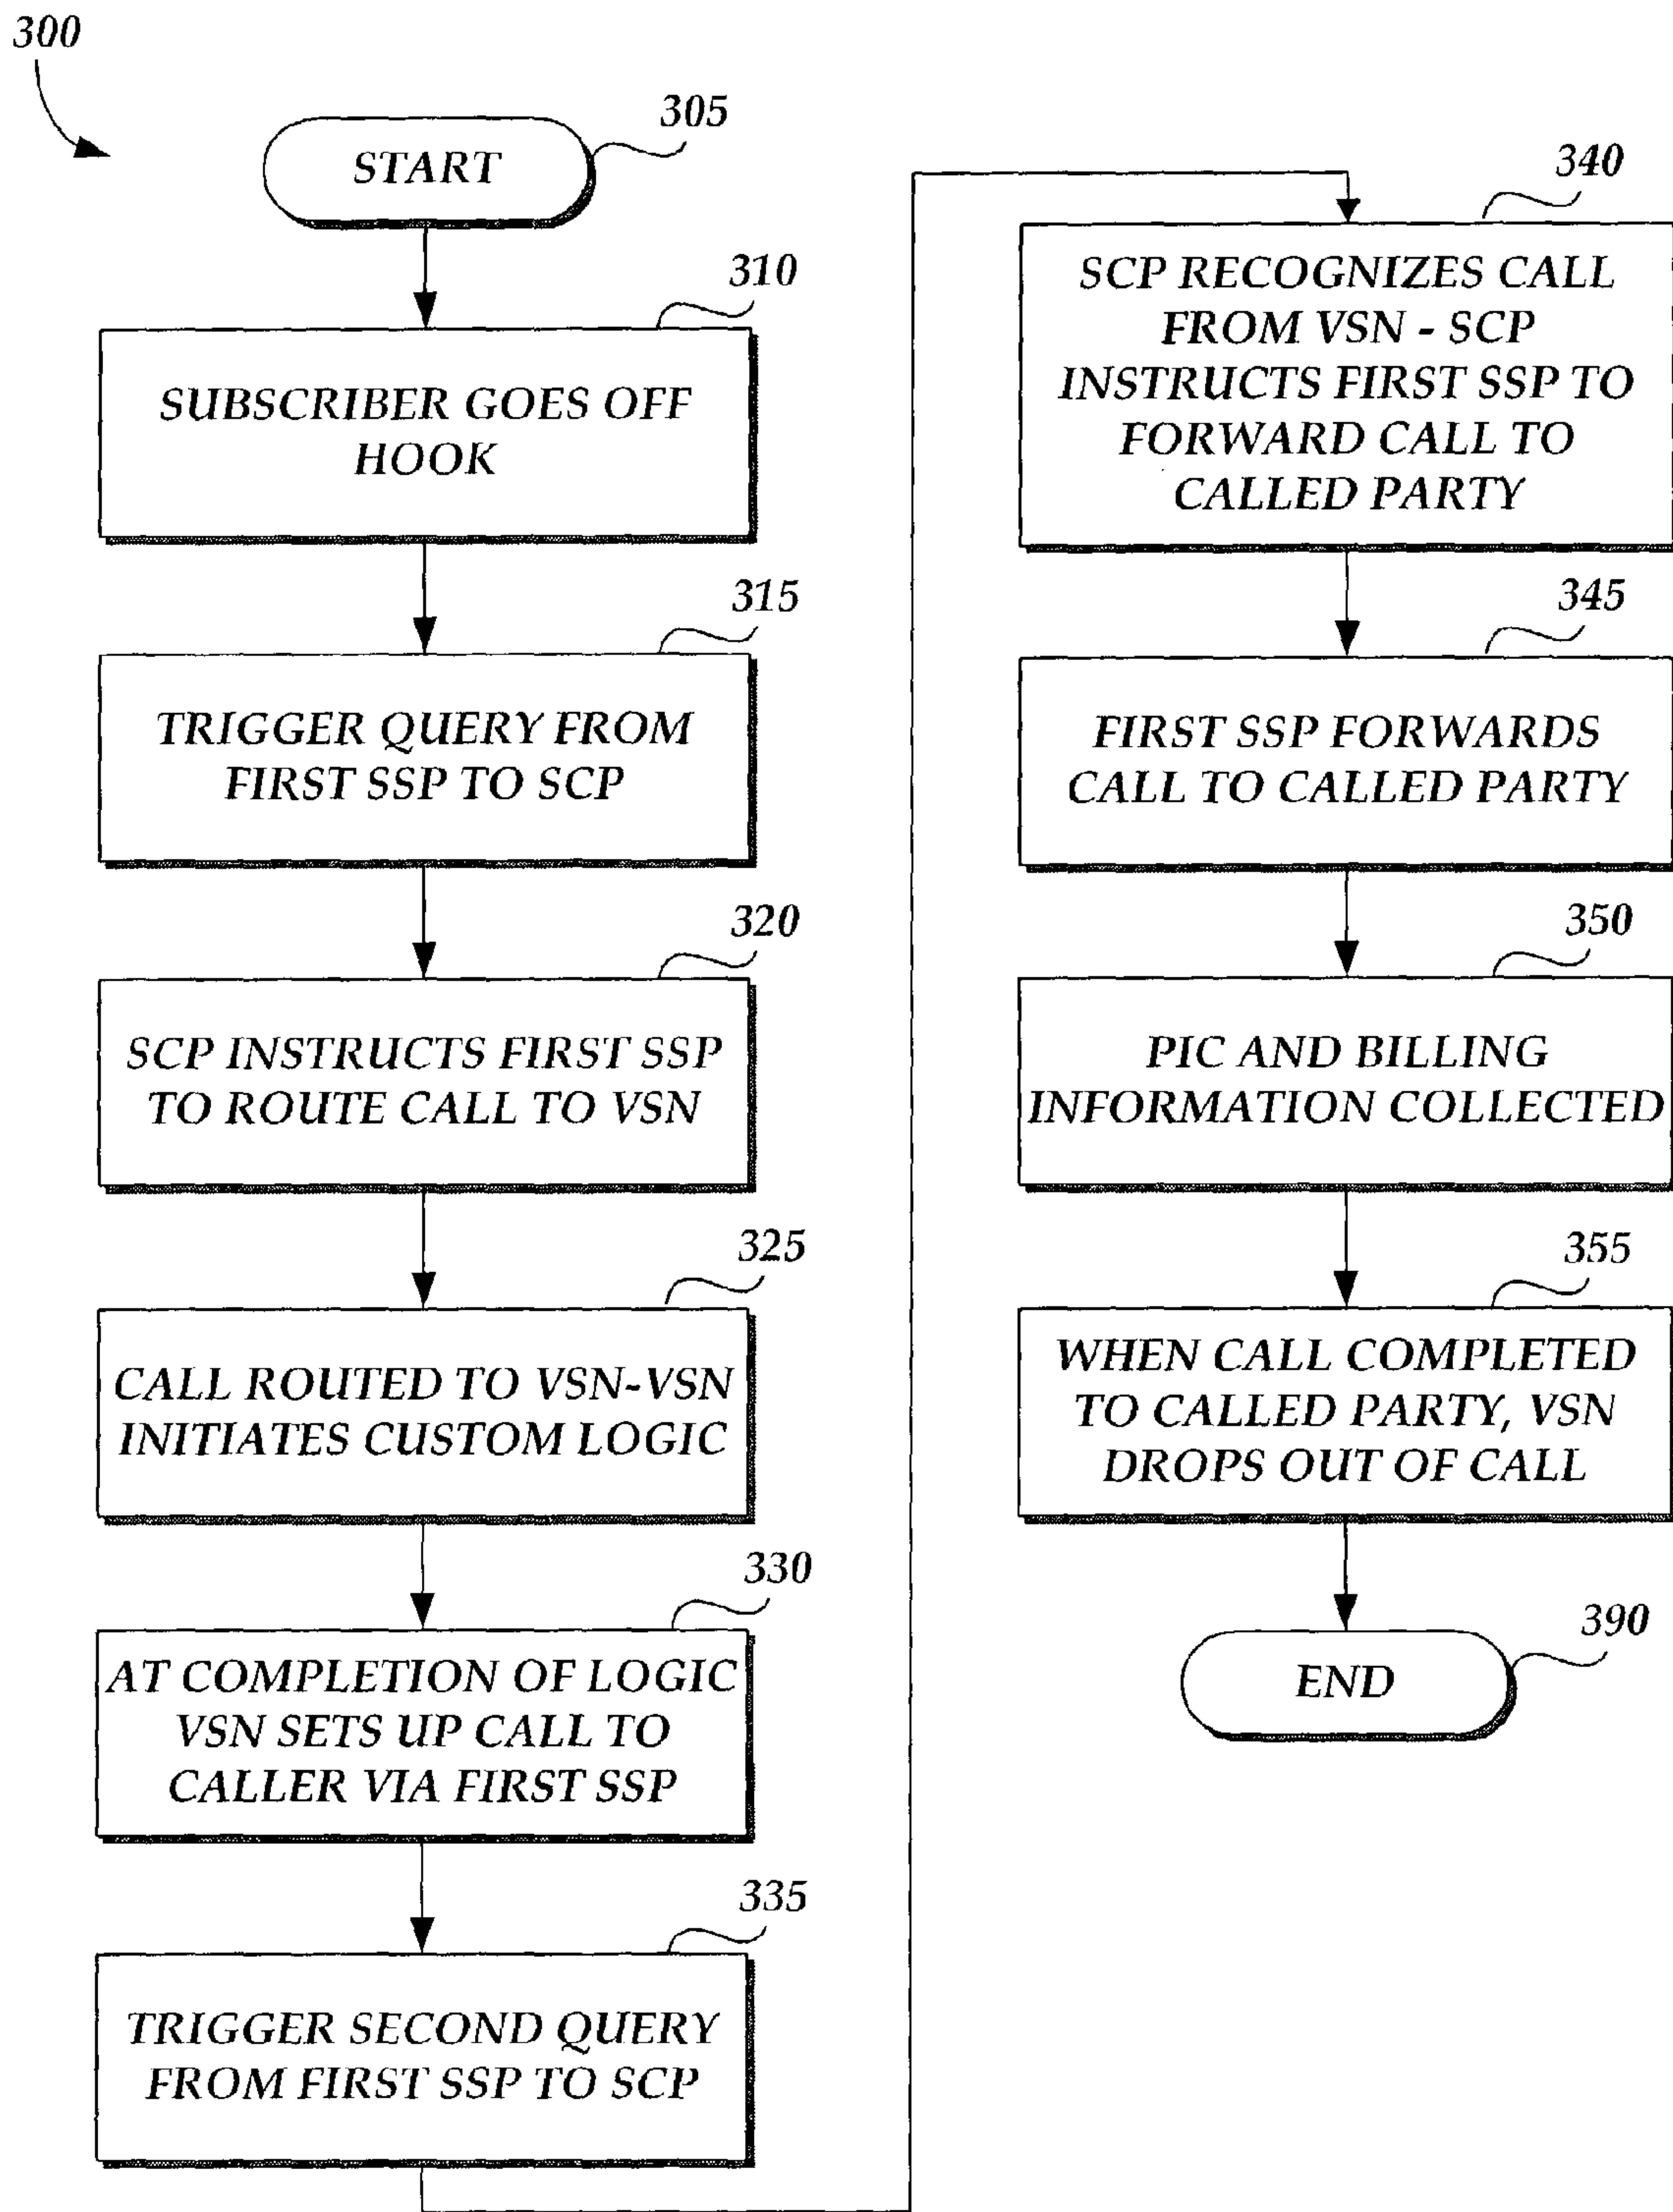 300
305
START
310
SUBSCRIBER GOES OFF
HOOK
315
TRIGGER QUERY FROM
FIRST SSP TO SCP
320
SCP INSTRUCTS FIRST SSP
TO ROUTE CALL TO VSN
325
CALL ROUTED TO VSN-VSN
INITIATES CUSTOM LOGIC
330
AT COMPLETION OF LOGIC
VSN SETS UP CALL TO
CALLER VIA FIRST SSP
335
TRIGGER SECOND QUERY
FROM FIRST SSP TO SCP
340
SCP RECOGNIZES CALL
FROM VSN - SCP
INSTRUCTS FIRST SSP TO
FORWARD CALL TO
CALLED PARTY
345
FIRST SSP FORWARDS
CALL TO CALLED PARTY
350
PIC AND BILLING
INFORMATION COLLECTED
355
WHEN CALL COMPLETED
TO CALLED PARTY, VSN
DROPS OUT OF CALL
390
END